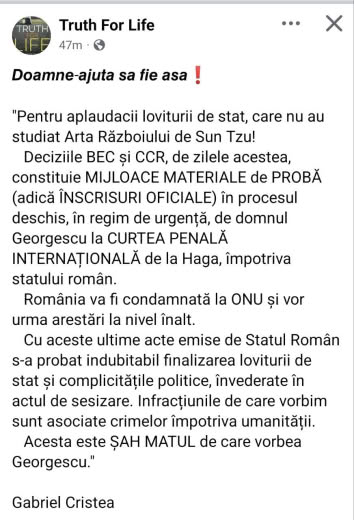 TRUTH
LIFE
Truth For Life
47m ·
Doamne-ajuta sa fie asa❗
"Pentru aplaudacii loviturii de stat, care nu au
studiat Arta Războiului de Sun Tzu!
Deciziile BEC și CCR, de zilele acestea,
constituie MIJLOACE MATERIALE de PROBĂ
(adică ÎNSCRISURI OFICIALE) în procesul
deschis, în regim de urgență, de domnul
Georgescu la CURTEA PENALĂ
INTERNAȚIONALĂ de la Haga, împotriva
statului român.
România va fi condamnată la ONU și vor
urma arestări la nivel înalt.
Cu aceste ultime acte emise de Statul Român
s-a probat indubitabil finalizarea loviturii de
stat și complicitățile politice, învederate în
actul de sesizare. Infracțiunile de care vorbim
sunt asociate crimelor împotriva umanității.
Acesta este ȘAH MATUL de care vorbea
Georgescu."
Gabriel Cristea